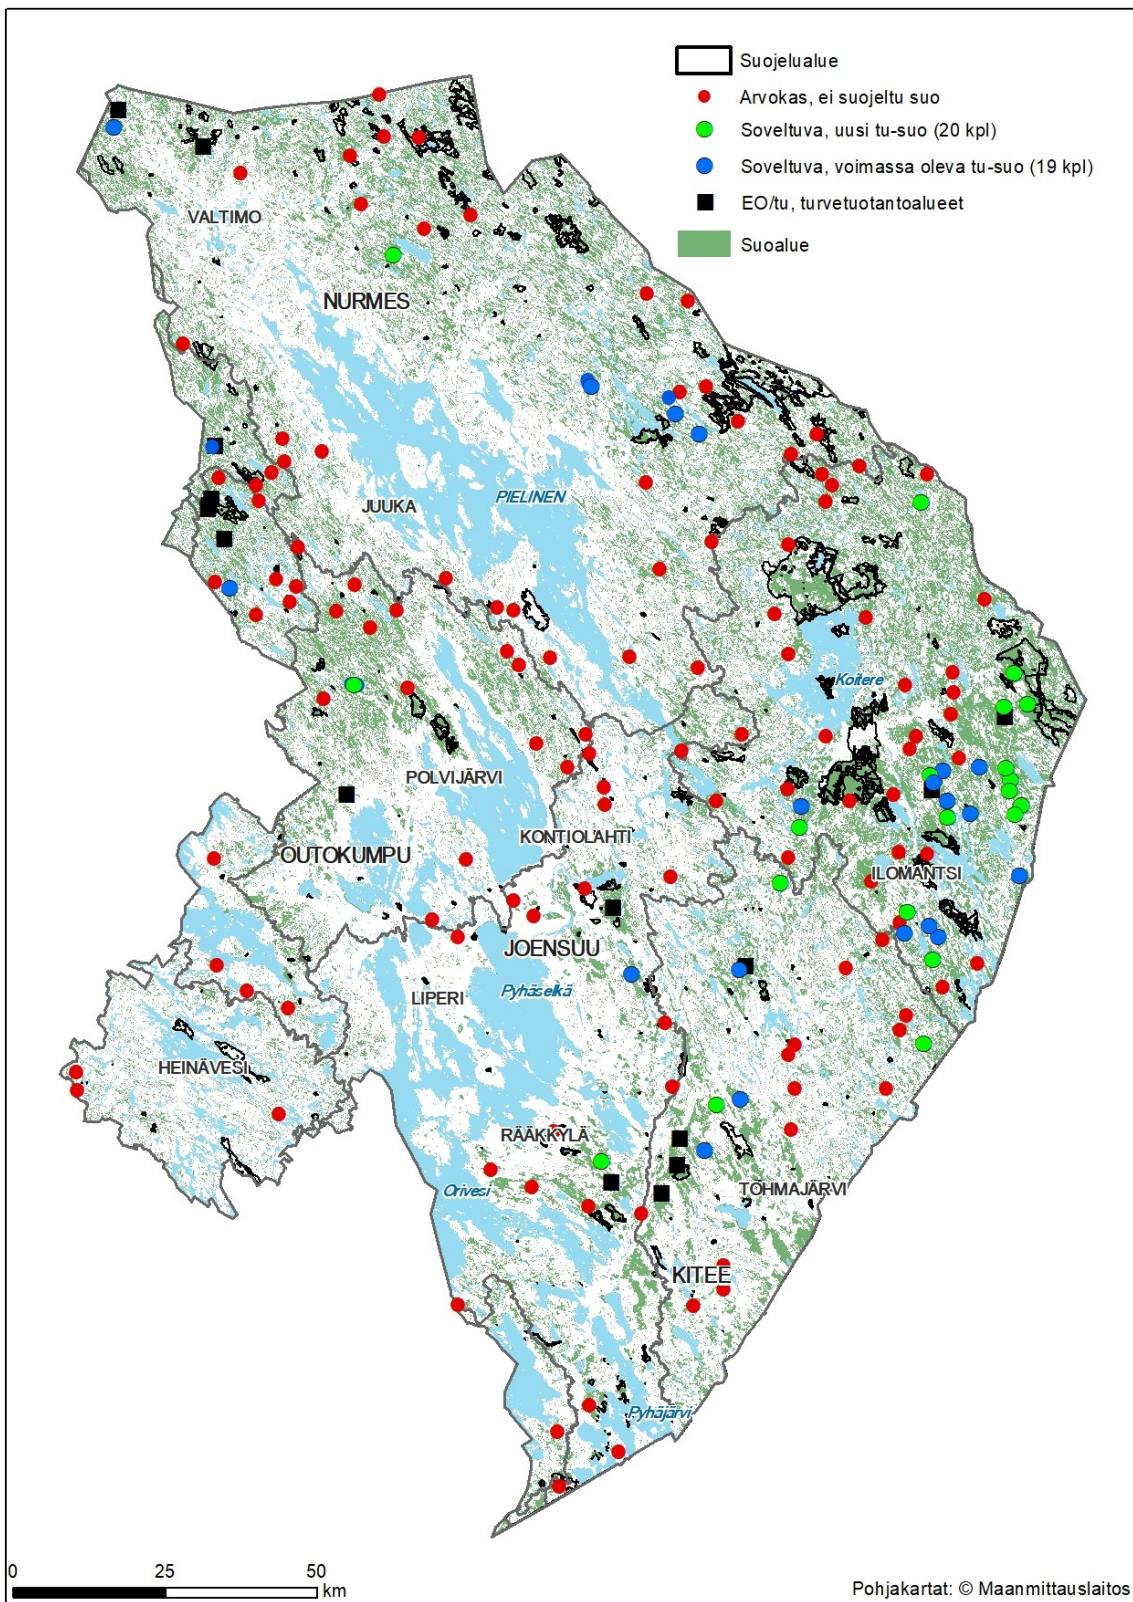 Suojelualue
Arvokas, ei suojeltu suo
Soveltuva, uusi tu-suo (20 kpl)
Soveltuva, voimassa oleva tu-suo (19 kpl)
EO/tu, turvetuotantoalueet
Suoalue
VALTIMO
NURMES
PIELINEN
JUUKA
Koitere
POLVIJÄRVI
KONTIOLAHTI
OUTOKUMPU
ILOMANTSI
JOENSUU
Pyhäselkä
LIPERI
HEINÄVESI
RÄÄKKYLÄ
Orivesi
TOHMAJÄRVI
KITEE
Pyhäjärvi
0 25 50
km
Pohjakartat: © Maanmittauslaitos